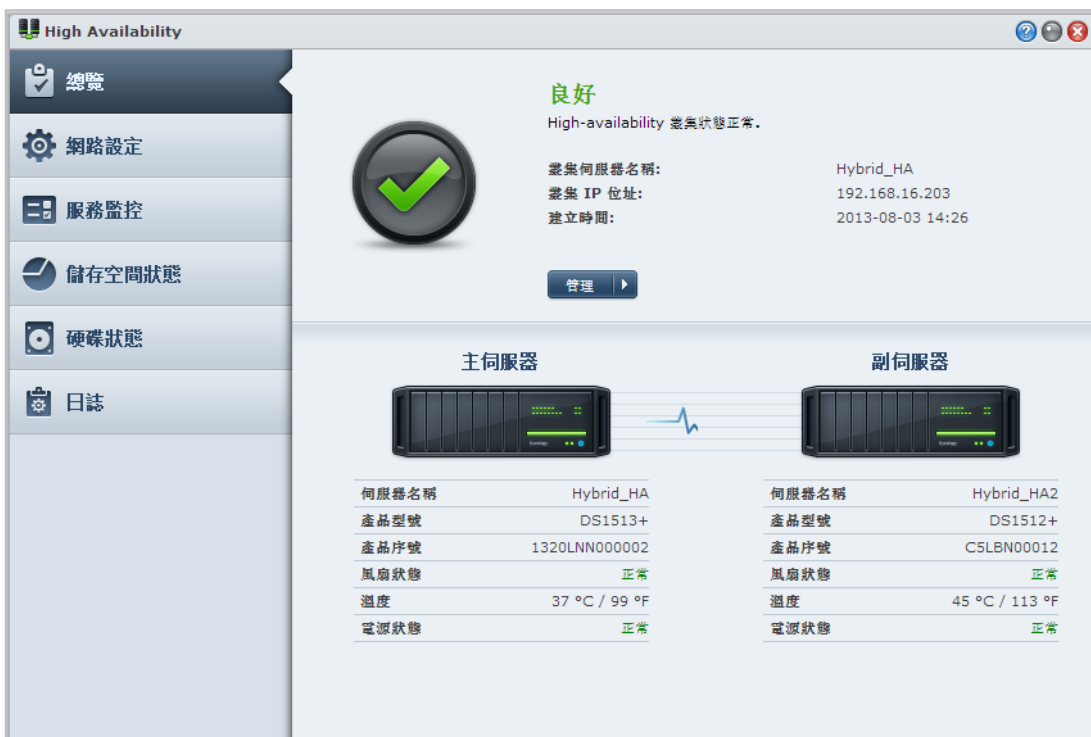 High Availability
總覽
網路設定
服務監控
儲存空間狀態
硬碟狀態
日誌
良好
High-availability 叢集狀態正常.
叢集伺服器名稱: Hybrid_HA
叢集 IP 位址: 192.168.16.203
建立時間: 2013-08-03 14:26
管理
主伺服器
伺服器名稱 Hybrid_HA
產品型號 DS1513+
產品序號 1320LNN000002
風扇狀態 正常
溫度 37 °C / 99 °F
電源狀態 正常
副伺服器
伺服器名稱 Hybrid_HA2
產品型號 DS1512+
產品序號 C5LBN00012
風扇狀態 正常
溫度 45 °C / 113 °F
電源狀態 正常